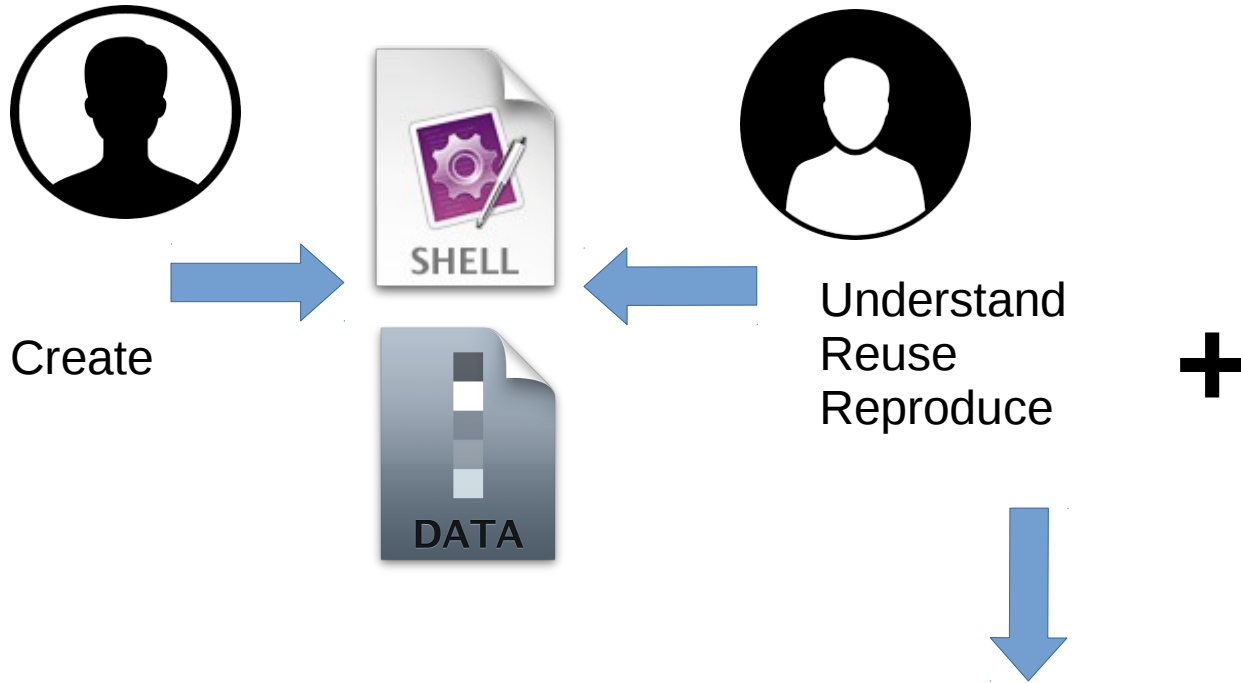 SHELL
Create
Understand
Reuse
Reproduce
+
DATA